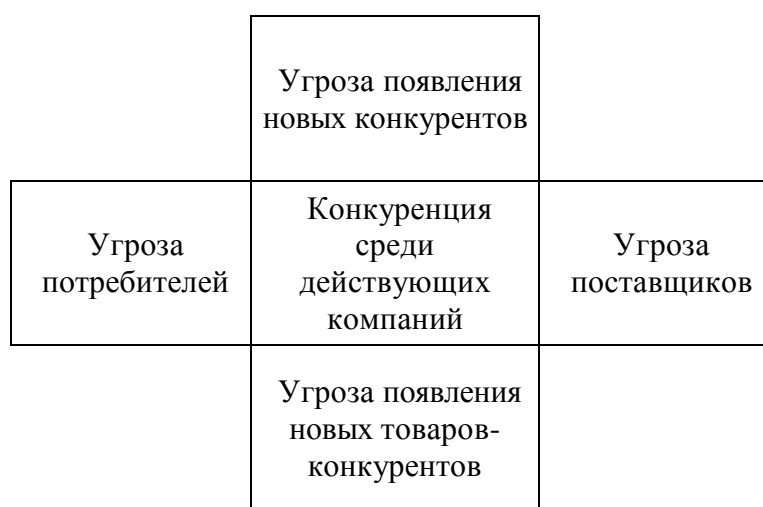 Угроза появления
новых конкурентов
Угроза
потребителей
Конкуренция
среди
действующих
компаний
Угроза
поставщиков
Угроза появления
новых товаров-
конкурентов